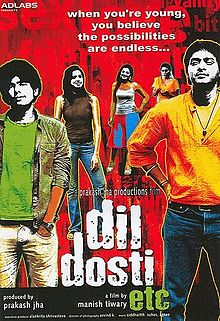 ADLABS
when you're young,
you believe
the possibilities
are endless...
a prakash jha productions film
dil
dosti
etc
produced by
prakash jha
a film by
manish tiwary